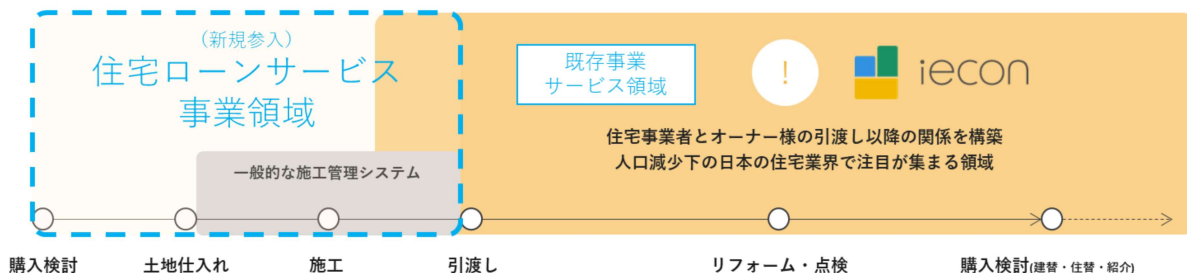 （新規参入）
住宅ローンサービス
事業領域
一般的な施工管理システム
既存事業
サービス領域
!
iecon
住宅事業者とオーナー様の引渡し以降の関係を構築
人口減少下の日本の住宅業界で注目が集まる領域
購入検討
土地仕入れ
施工
引渡し
リフォーム・点検
購入検討(建替・住替・紹介)